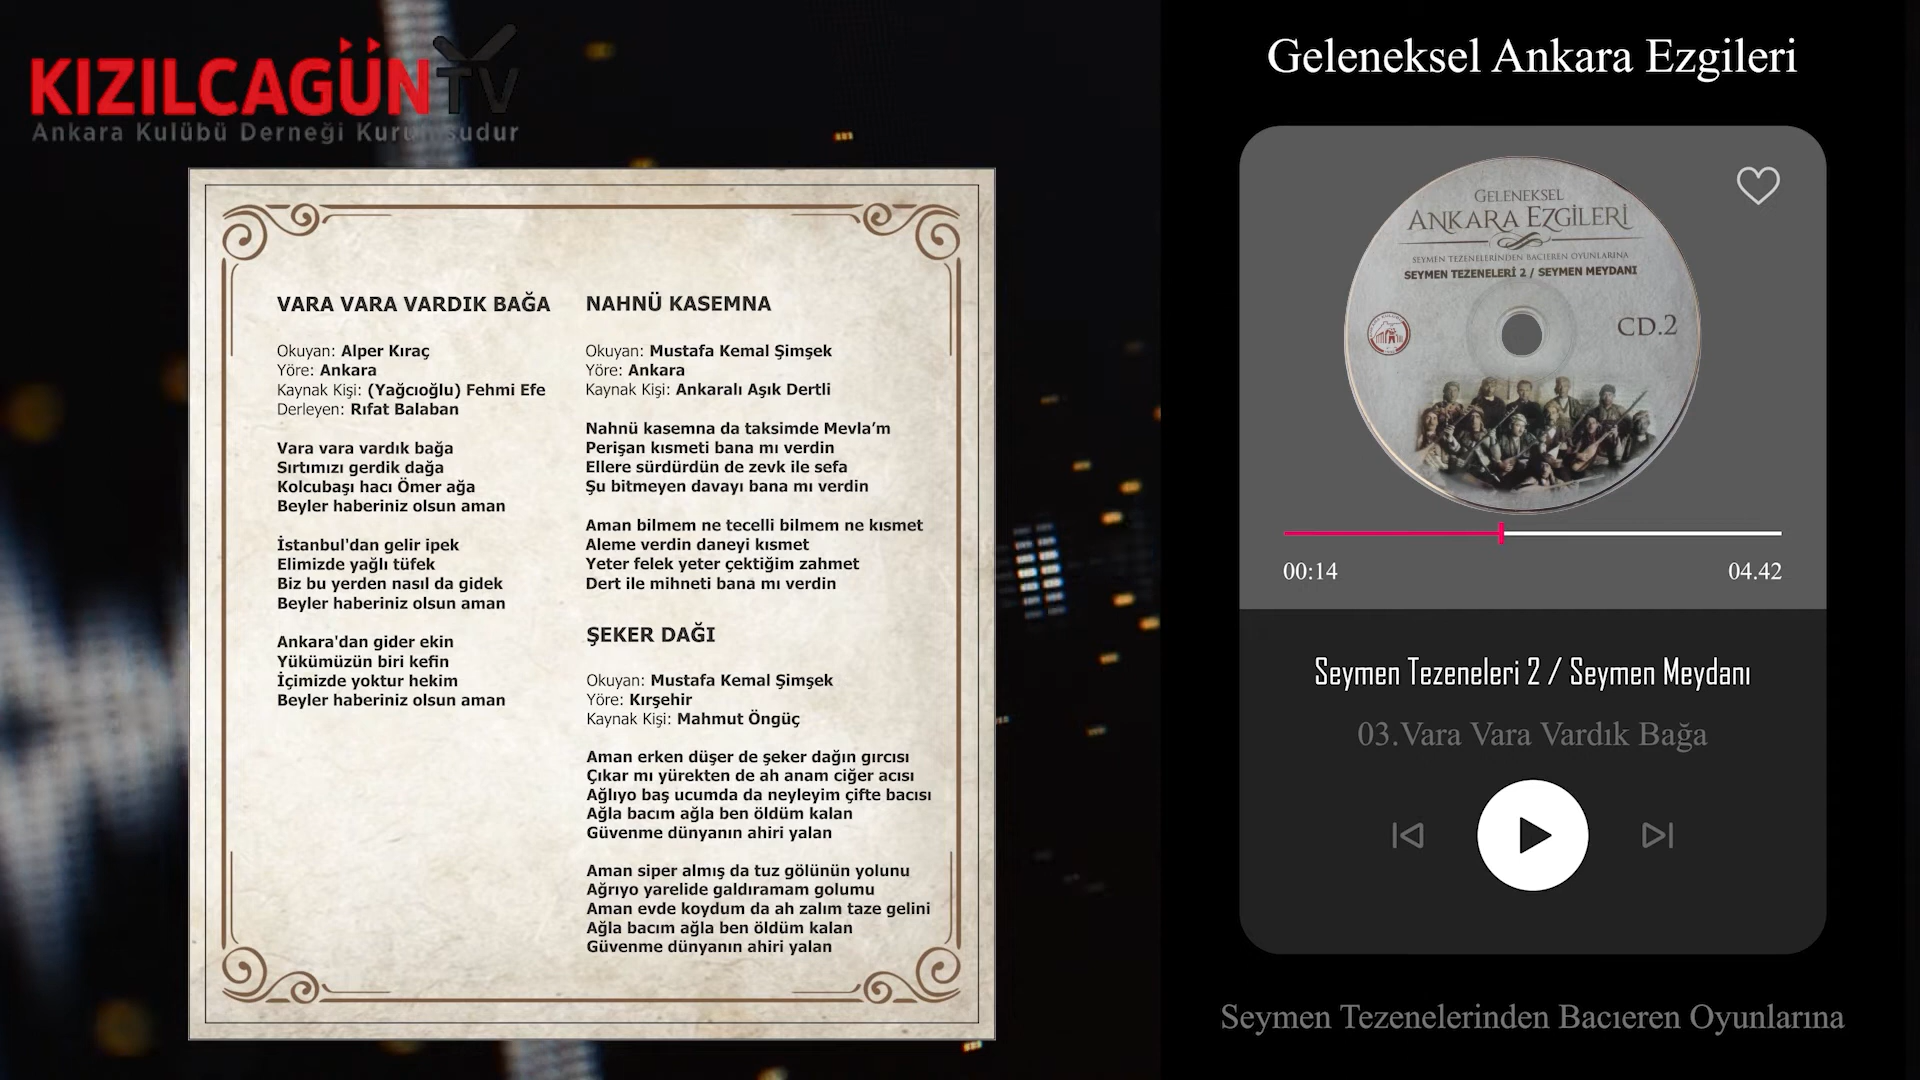 KIZILCAGÜN TV
Ankara Kulübü Derneği Kuruluşudur
VARA VARA VARDIK BAĞA
Okuyan: Alper Kıraç
Yöre: Ankara
Kaynak Kişi: (Yağcıoğlu) Fehmi Efe
Derleyen: Rıfat Balaban
Vara vara vardık bağa
Sırtımızı gerdik dağa
Kolcubaşı hacı Ömer ağa
Beyler haberiniz olsun aman
İstanbul'dan gelir ipek
Elimizde yağlı tüfek
Biz bu yerden nasıl da gidek
Beyler haberiniz olsun aman
Ankara'dan gider ekin
Yükümüzün biri kefin
İçimizde yoktur hekim
Beyler haberiniz olsun aman
NAHNÜ KASEMNA
Okuyan: Mustafa Kemal Şimşek
Yöre: Ankara
Kaynak Kişi: Ankaralı Aşık Dertli
Nahnü kasemna da taksimde Mevla’m
Perişan kısmeti bana mı verdin
Ellere sürdürdün de zevk ile sefa
Şu bitmeyen davayı bana mı verdin
Aman bilmem ne tecelli bilmem ne kısmet
Aleme verdin daneyi kısmet
Yeter felek yeter çektiğim zahmet
Dert ile mihneti bana mı verdin
ŞEKER DAĞI
Okuyan: Mustafa Kemal Şimşek
Yöre: Kırşehir
Kaynak Kişi: Mahmut Öngüç
Aman erken düşer de şeker dağın gırcısı
Çıkar mı yürekten de ah anam ciğer acısı
Ağlıyo baş ucumda da neyleyim çifte bacısı
Ağla bacım ağla ben öldüm kalan
Güvenme dünyanın ahiri yalan
Aman siper almış da tuz gölünün yolunu
Ağrıyo yarelide galdıramam golumu
Aman evde koydum da ah zalım taze gelini
Ağla bacım ağla ben öldüm kalan
Güvenme dünyanın ahiri yalan
Geleneksel Ankara Ezgileri
GELENEKSEL
ANKARA EZGİLERİ
SEYMEN TEZENELERİNDEN BACIEREN OYUNLARINA
SEYMEN TEZENELERİ 2 / SEYMEN MEYDANI
CD.2
00:14
04.42
Seymen Tezeneleri 2 / Seymen Meydanı
03.Vara Vara Vardık Bağa
Seymen Tezenelerinden Bacıeren Oyunlarına